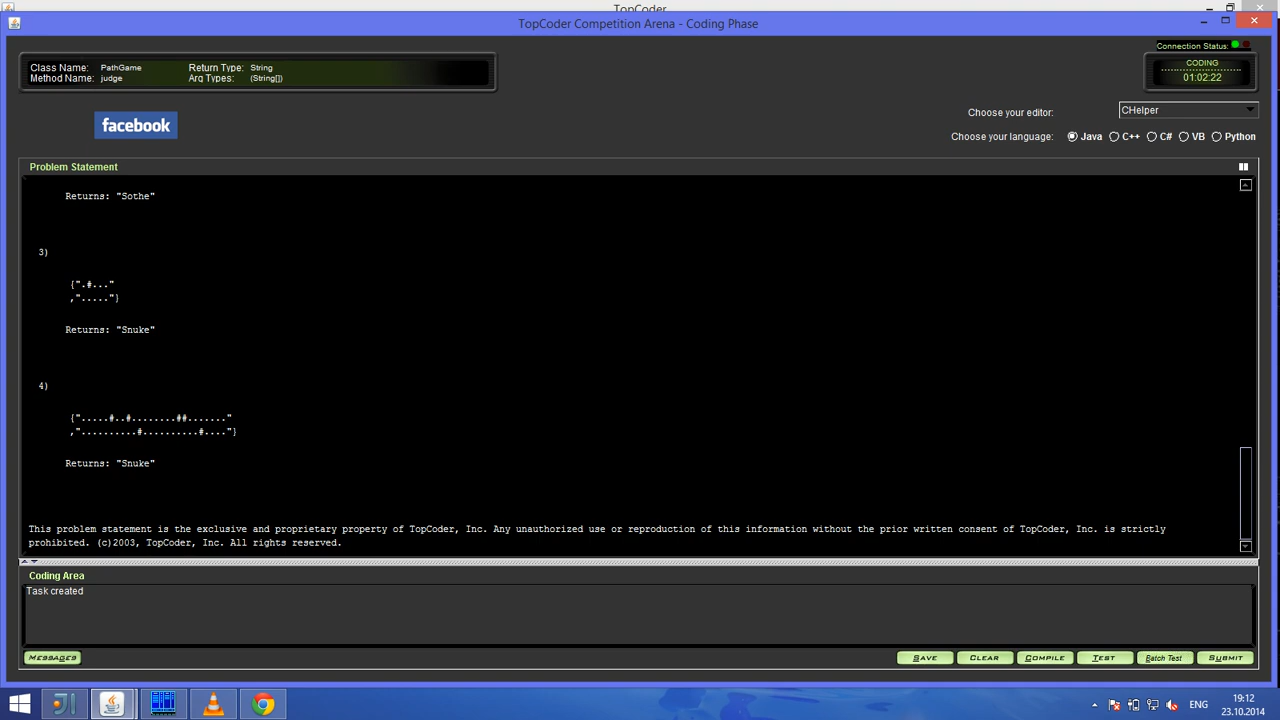 TopCoder
TopCoder Competition Arena - Coding Phase
Connection Status:
Class Name: PathGame Return Type: String
Method Name: judge Arg Types: (String[])
CODING
01:02:22
facebook
Choose your editor: CHelper
Choose your language: Java C++ C# VB Python
Problem Statement
Returns: "Sothe"
3)
{".#..."
,"....."}
Returns: "Snuke"
4)
{".....#..#........##......."
,"..........#..........#...."}
Returns: "Snuke"
This problem statement is the exclusive and proprietary property of TopCoder, Inc. Any unauthorized use or reproduction of this information without the prior written consent of TopCoder, Inc. is strictly
prohibited. (c)2003, TopCoder, Inc. All rights reserved.
Coding Area
Task created
MESSAGES SAVE CLEAR COMPILE TEST Batch Test SUBMIT
ENG
19:12
23.10.2014